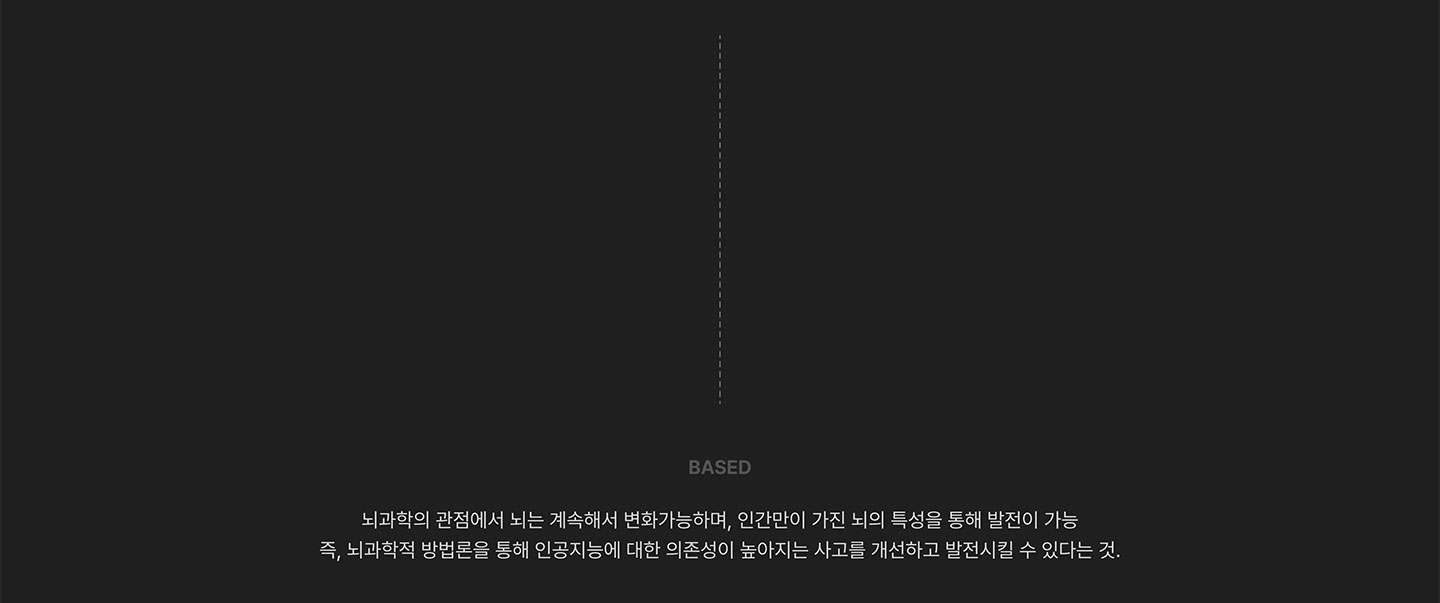 BASED
뇌과학의 관점에서 뇌는 계속해서 변화가능하며, 인간만이 가진 뇌의 특성을 통해 발전이 가능
즉, 뇌과학적 방법론을 통해 인공지능에 대한 의존성이 높아지는 사고를 개선하고 발전시킬 수 있다는 것.